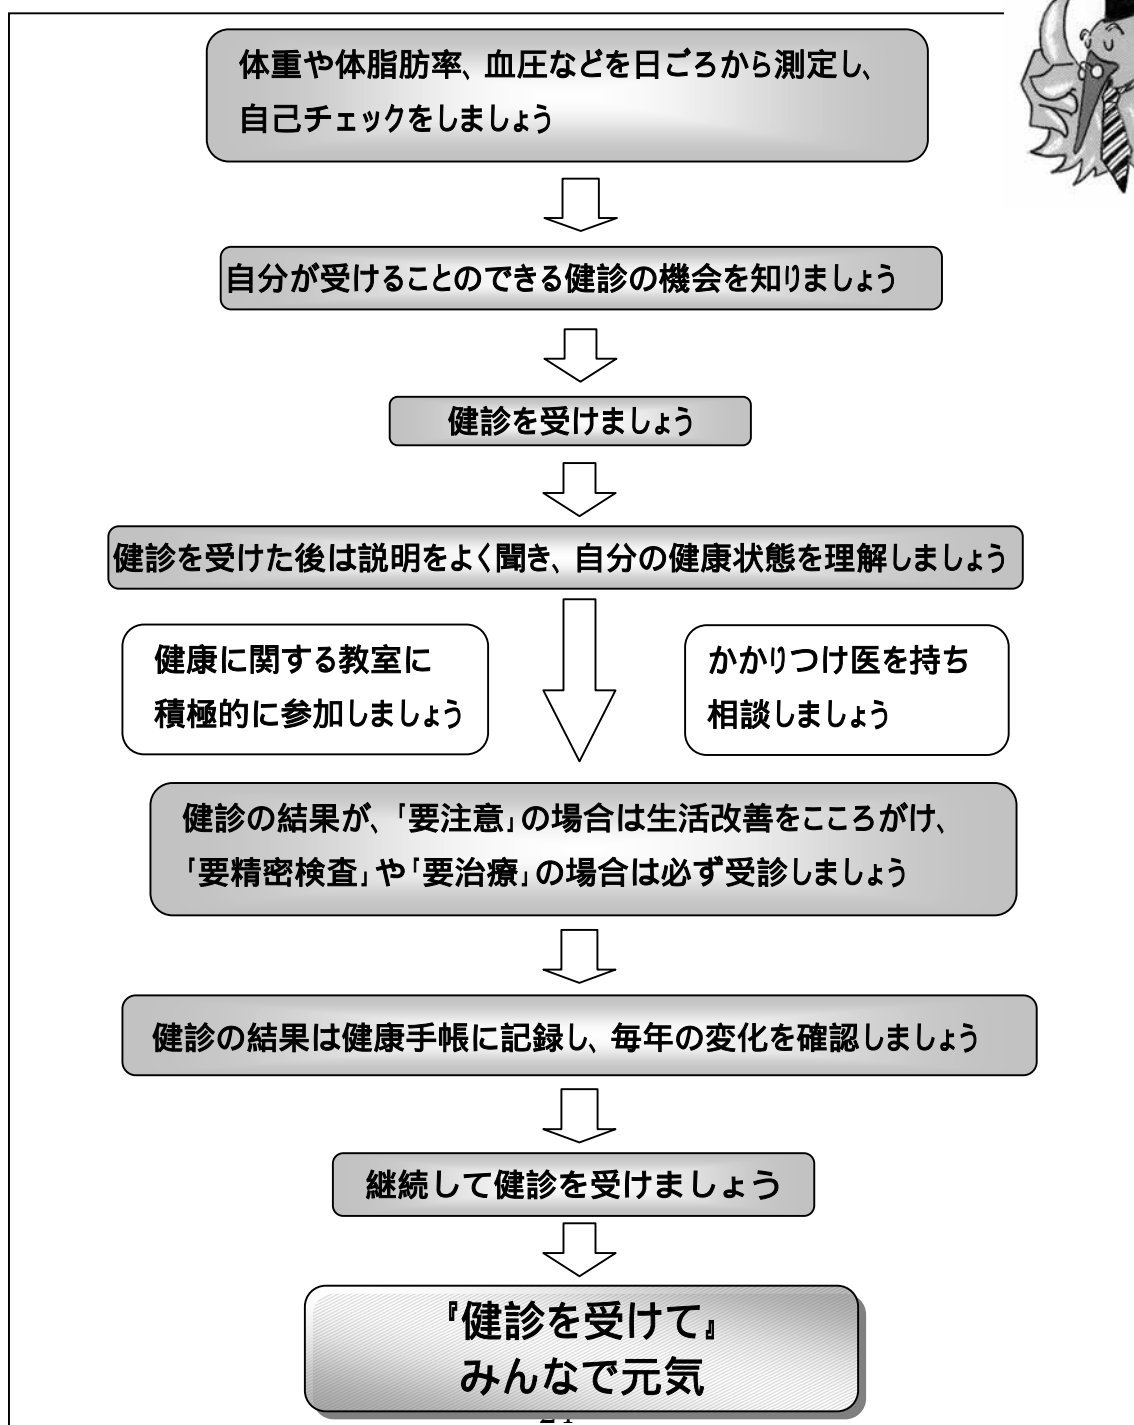 体重や体脂肪率、血圧などを日ごろから測定し、
自己チェックをしましょう
自分が受けることのできる健診の機会を知りましょう
健診を受けましょう
健診を受けた後は説明をよく聞き、自分の健康状態を理解しましょう
健康に関する教室に
積極的に参加しましょう
かかりつけ医を持ち
相談しましょう
健診の結果が、「要注意」の場合は生活改善をこころがけ、
「要精密検査」や「要治療」の場合は必ず受診しましょう
健診の結果は健康手帳に記録し、毎年の変化を確認しましょう
継続して健診を受けましょう
『健診を受けて』
みんなで元気